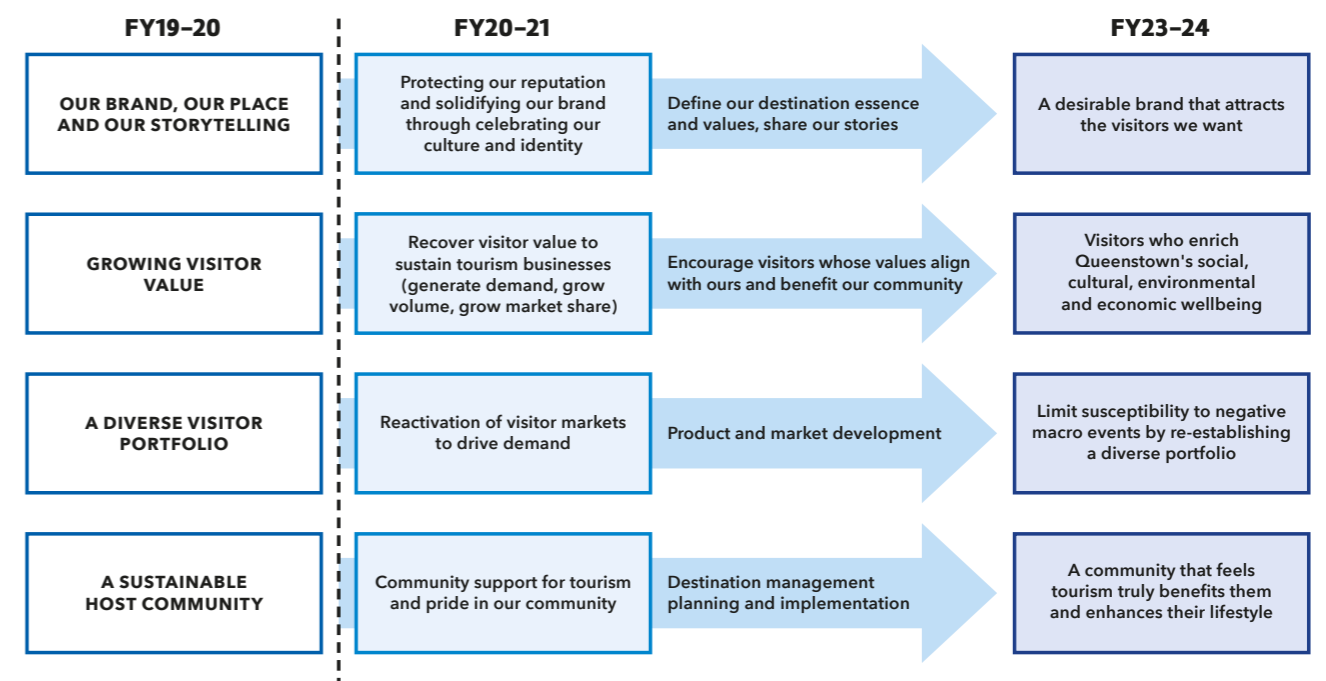 FY19–20
FY20–21
FY23–24
OUR BRAND, OUR PLACE
AND OUR STORYTELLING
Protecting our reputation
and solidifying our brand
through celebrating our
culture and identity
Define our destination essence
and values, share our stories
A desirable brand that attracts
the visitors we want
GROWING VISITOR
VALUE
Recover visitor value to
sustain tourism businesses
(generate demand, grow
volume, grow market share)
Encourage visitors whose values align
with ours and benefit our community
Visitors who enrich
Queenstown's social,
cultural, environmental
and economic wellbeing
A DIVERSE VISITOR
PORTFOLIO
Reactivation of visitor markets
to drive demand
Product and market development
Limit susceptibility to negative
macro events by re-establishing
a diverse portfolio
A SUSTAINABLE
HOST COMMUNITY
Community support for tourism
and pride in our community
Destination management
planning and implementation
A community that feels
tourism truly benefits them
and enhances their lifestyle